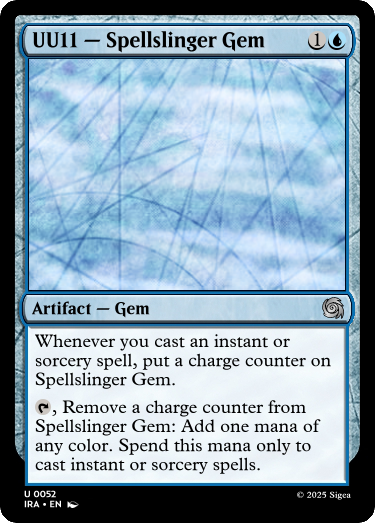 UU11 — Spellslinger Gem 1
Artifact — Gem
Whenever you cast an instant or
sorcery spell, put a charge counter on
Spellslinger Gem.
, Remove a charge counter from
Spellslinger Gem: Add one mana of
any color. Spend this mana only to
cast instant or sorcery spells.
U 0052
IRA • EN
© 2025 Sigea